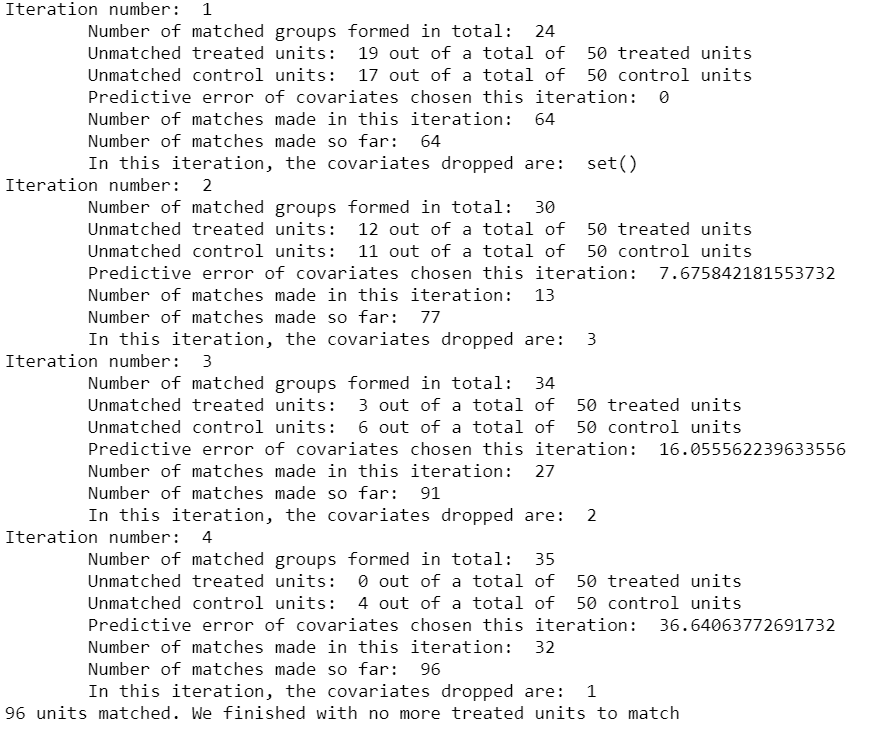 Iteration number:  1
        Number of matched groups formed in total:  24
        Unmatched treated units:  19 out of a total of  50 treated units
        Unmatched control units:  17 out of a total of  50 control units
        Predictive error of covariates chosen this iteration:  0
        Number of matches made in this iteration:  64
        Number of matches made so far:  64
        In this iteration, the covariates dropped are:  set()
Iteration number:  2
        Number of matched groups formed in total:  30
        Unmatched treated units:  12 out of a total of  50 treated units
        Unmatched control units:  11 out of a total of  50 control units
        Predictive error of covariates chosen this iteration:  7.675842181553732
        Number of matches made in this iteration:  13
        Number of matches made so far:  77
        In this iteration, the covariates dropped are:  3
Iteration number:  3
        Number of matched groups formed in total:  34
        Unmatched treated units:  3 out of a total of  50 treated units
        Unmatched control units:  6 out of a total of  50 control units
        Predictive error of covariates chosen this iteration:  16.055562239633556
        Number of matches made in this iteration:  27
        Number of matches made so far:  91
        In this iteration, the covariates dropped are:  2
Iteration number:  4
        Number of matched groups formed in total:  35
        Unmatched treated units:  0 out of a total of  50 treated units
        Unmatched control units:  4 out of a total of  50 control units
        Predictive error of covariates chosen this iteration:  36.64063772691732
        Number of matches made in this iteration:  32
        Number of matches made so far:  96
        In this iteration, the covariates dropped are:  1
96 units matched. We finished with no more treated units to match